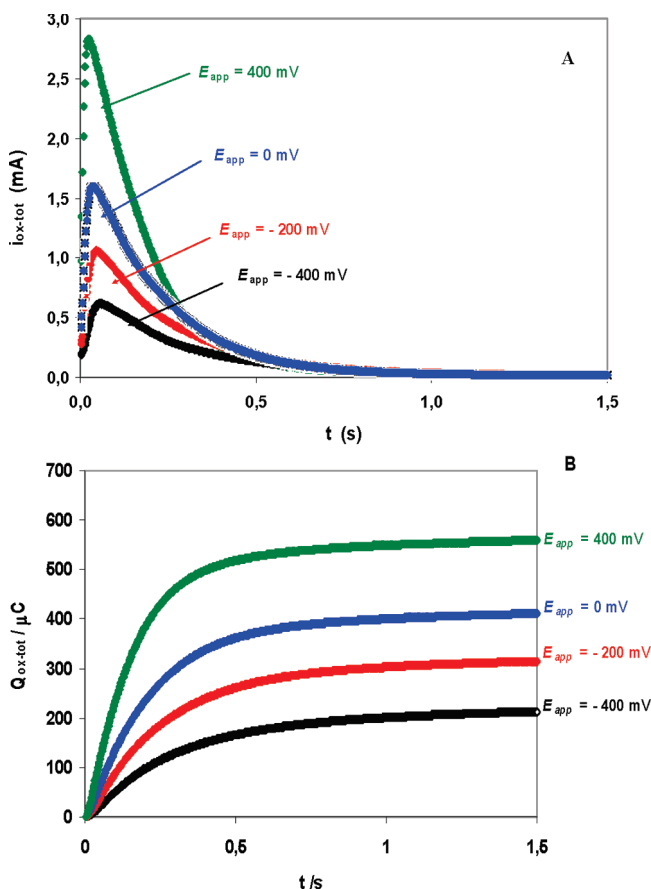 3,0
A
E app = 400 mV
2,5
2,0
E app = 0 mV
iox-tot (mA)
1,5
E app = - 200 mV
1,0
E app = - 400 mV
0,5
0,0
0,0 0,5 1,0 1,5
t (s)
B
700
600
E app = 400 mV
500
Q ox-tot / µC
400
E app = 0 mV
300
E app = - 200 mV
200
E app = - 400 mV
100
0
0 0,5 1 1,5
t /s